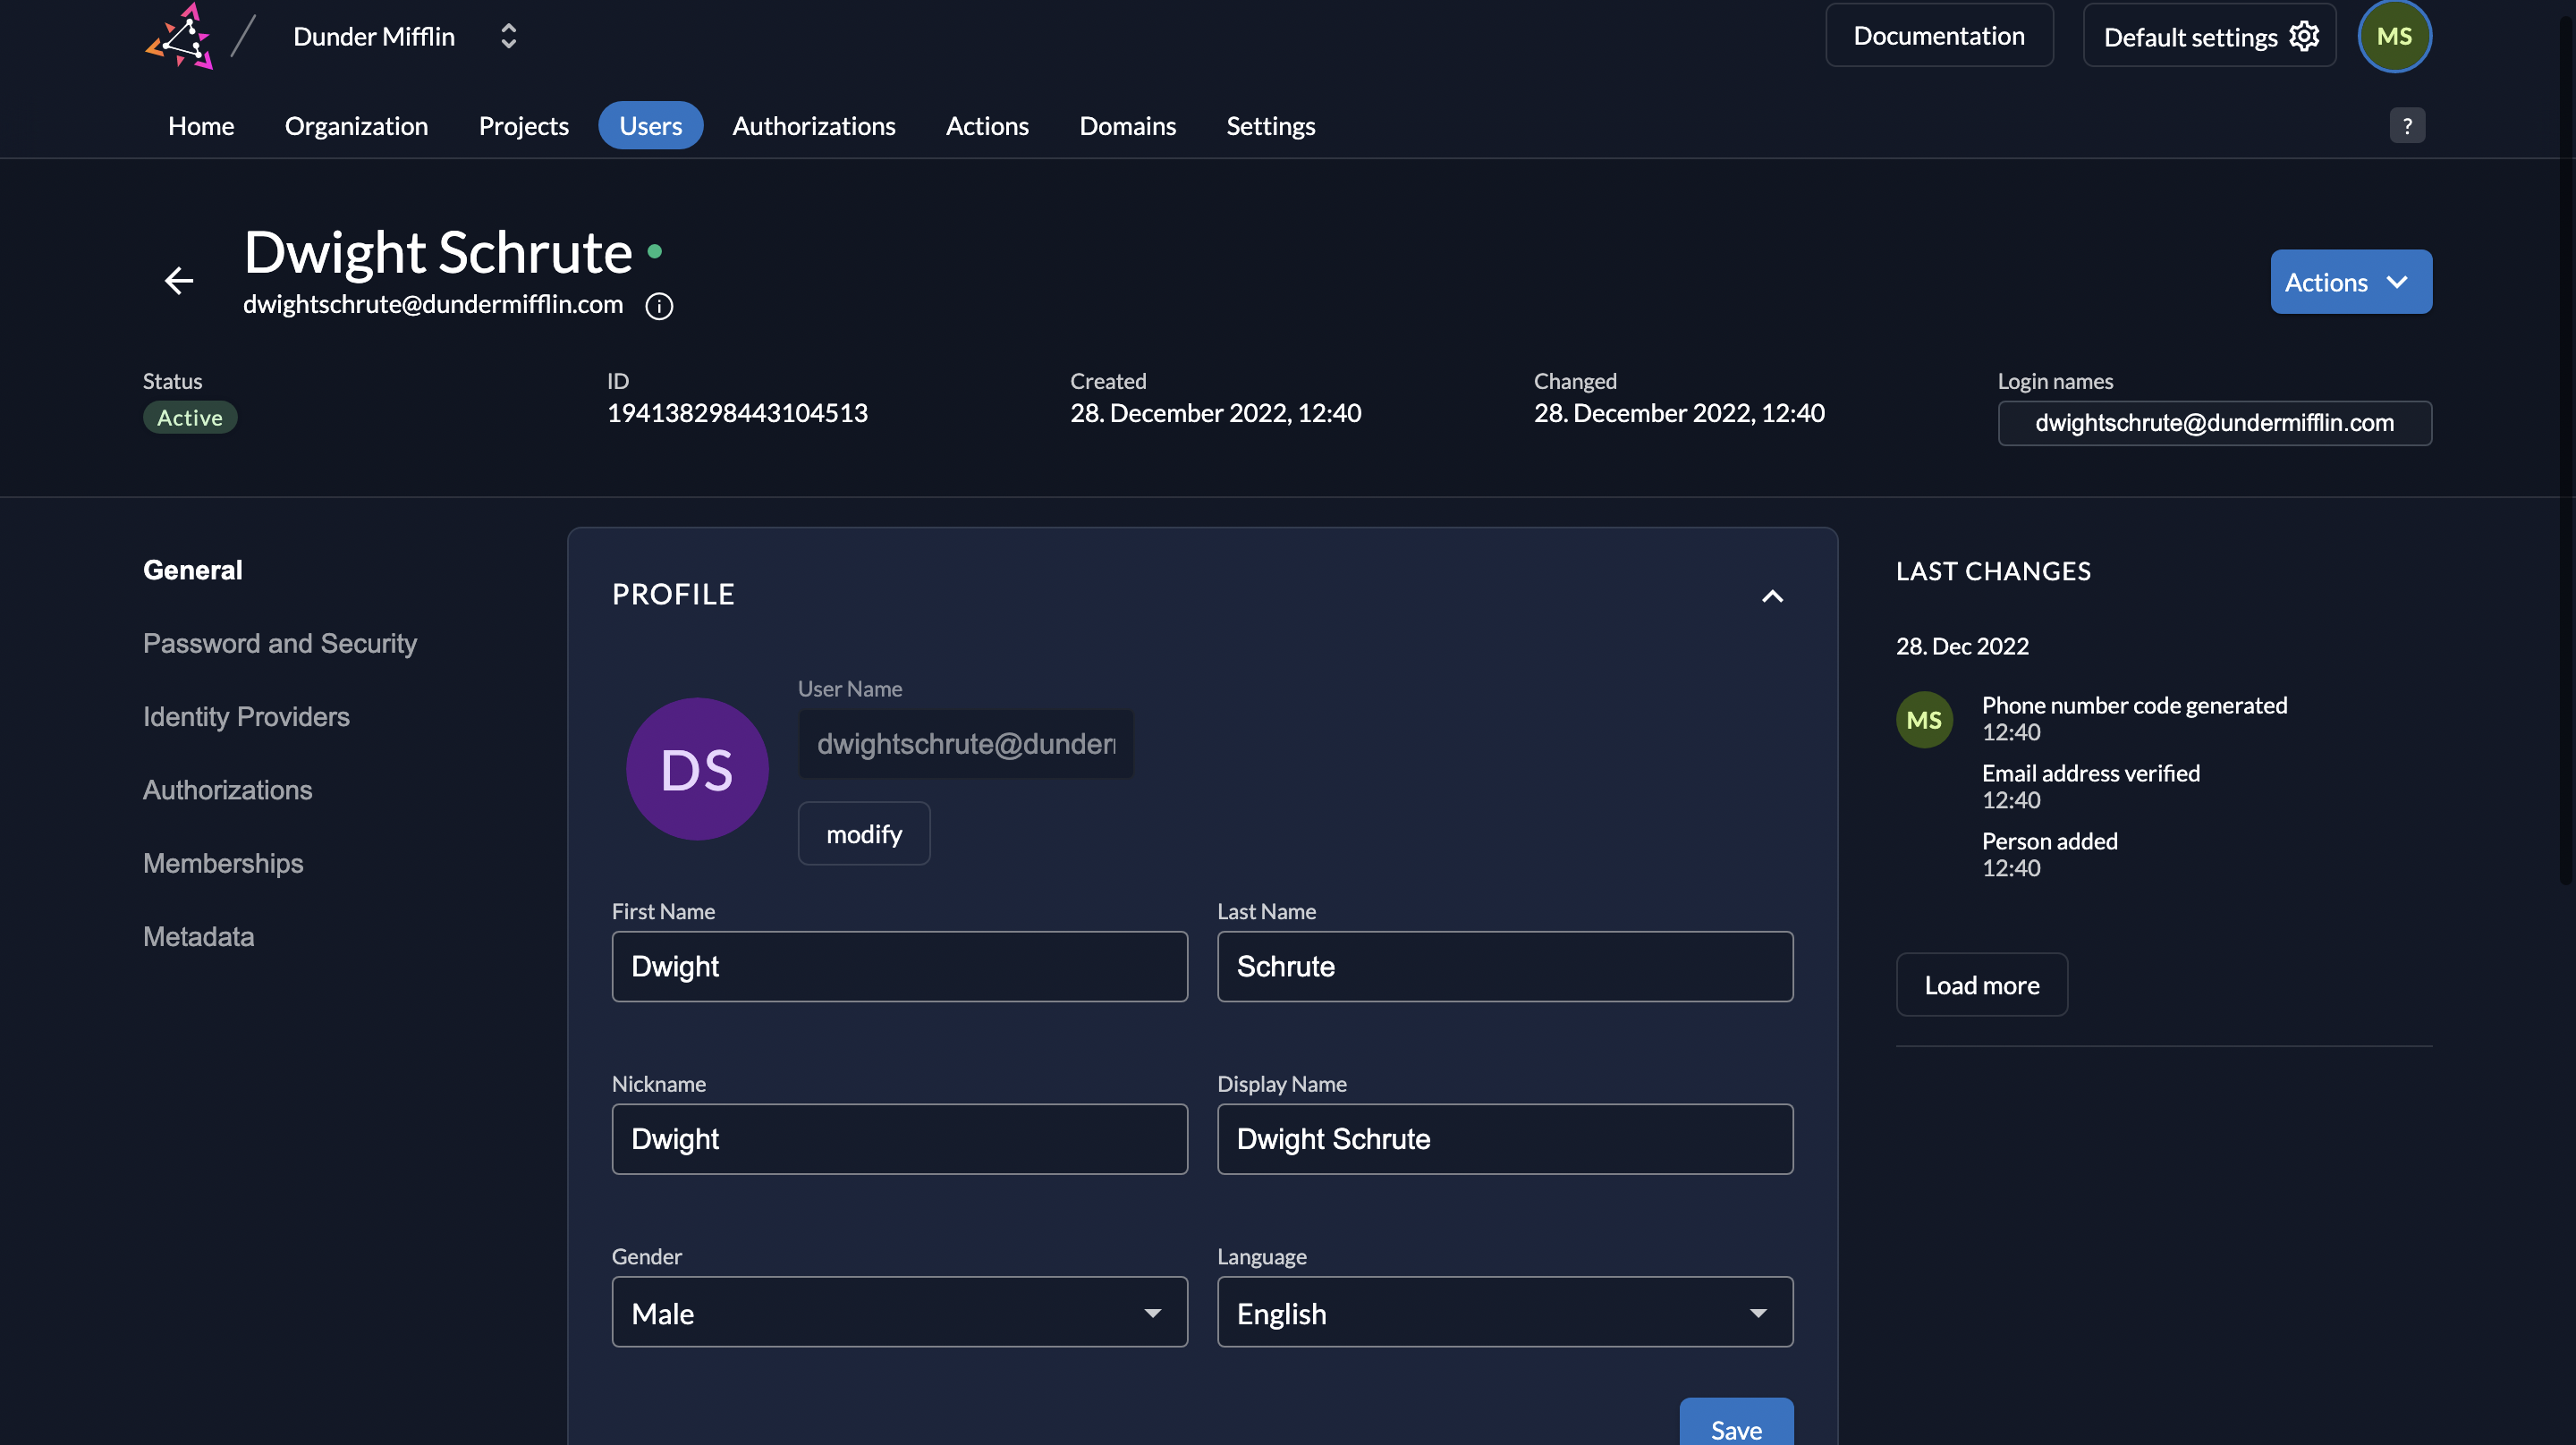 Dunder Mifflin
Documentation
Default settings
MS
Home
Organization
Projects
Users
Authorizations
Actions
Domains
Settings
?
Dwight Schrute
dwightschrute@dundermifflin.com
Actions
Status
Active
ID
194138298443104513
Created
28. December 2022, 12:40
Changed
28. December 2022, 12:40
Login names
dwightschrute@dundermifflin.com
General
Password and Security
Identity Providers
Authorizations
Memberships
Metadata
PROFILE
DS
User Name
dwightschrute@dunder
modify
First Name
Dwight
Last Name
Schrute
Nickname
Dwight
Display Name
Dwight Schrute
Gender
Male
Language
English
Save
LAST CHANGES
28. Dec 2022
MS
Phone number code generated
12:40
Email address verified
12:40
Person added
12:40
Load more